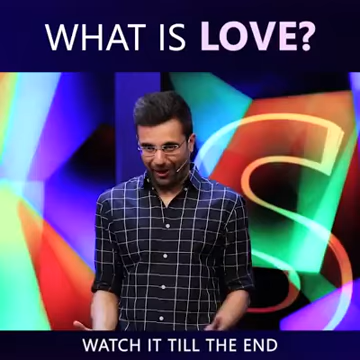 WHAT IS LOVE?
S
WATCH IT TILL THE END